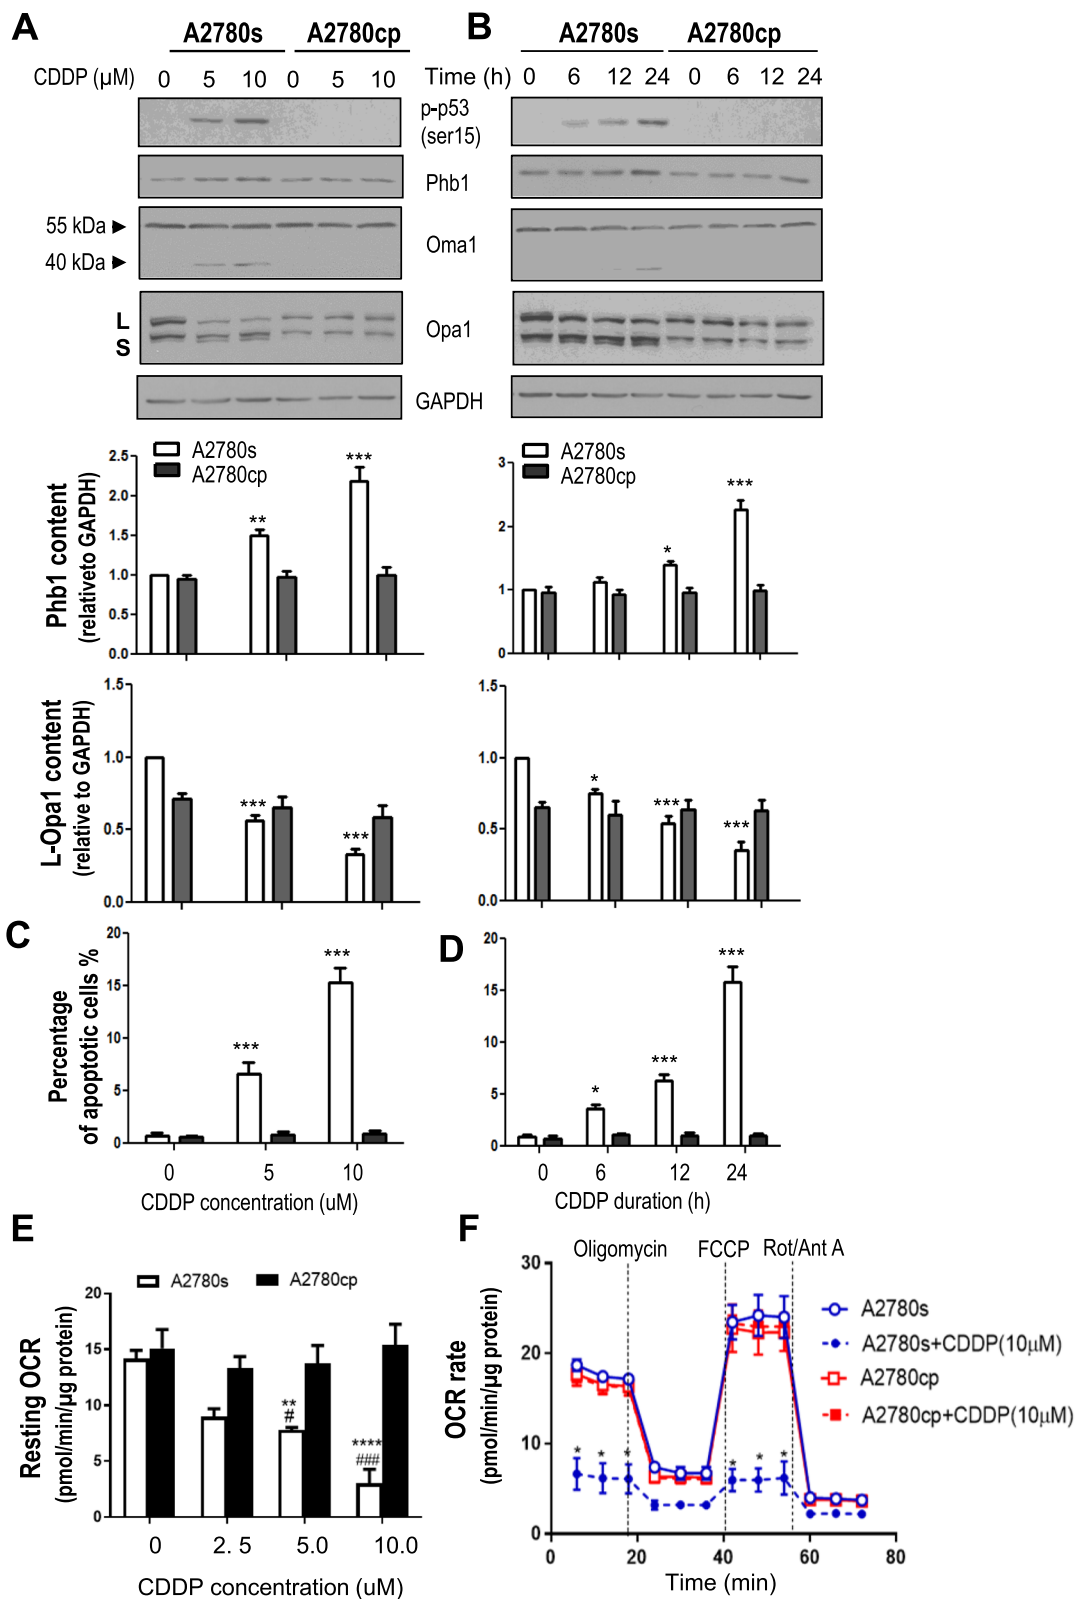 A
B
A2780s A2780cp
A2780s A2780cp
CDDP (µM) 0 5 10 0 5 10
Time (h) 0 6 12 24 0 6 12 24
p-p53
(ser15)
Phb1
55 kDa
40 kDa
Oma1
L
S
Opa1
GAPDH
A2780s
A2780cp
Phb1 content
(relativeto GAPDH)
2.5
2.0
1.5
1.0
0.5
0.0
**
***
A2780s
A2780cp
3
2
1
0
*
***
L-Opa1 content
(relative to GAPDH)
1.5
1.0
0.5
0.0
***
***
1.5
1.0
0.5
0.0
*
***
***
C
Percentage
of apoptotic cells %
20
15
10
5
0
***
***
0 5 10
CDDP concentration (uM)
D
20
15
10
5
0
*
***
***
0 6 12 24
CDDP duration (h)
E
A2780s A2780cp
Resting OCR
(pmol/min/µg protein)
20
15
10
5
0
**
#
****
###
0 2. 5 5.0 10.0
CDDP concentration (uM)
F
Oligomycin FCCP Rot/Ant A
OCR rate
(pmol/min/µg protein)
30
20
10
0
* * * * * *
0 20 40 60 80
Time (min)
A2780s
A2780s+CDDP(10µM)
A2780cp
A2780cp+CDDP(10µM)